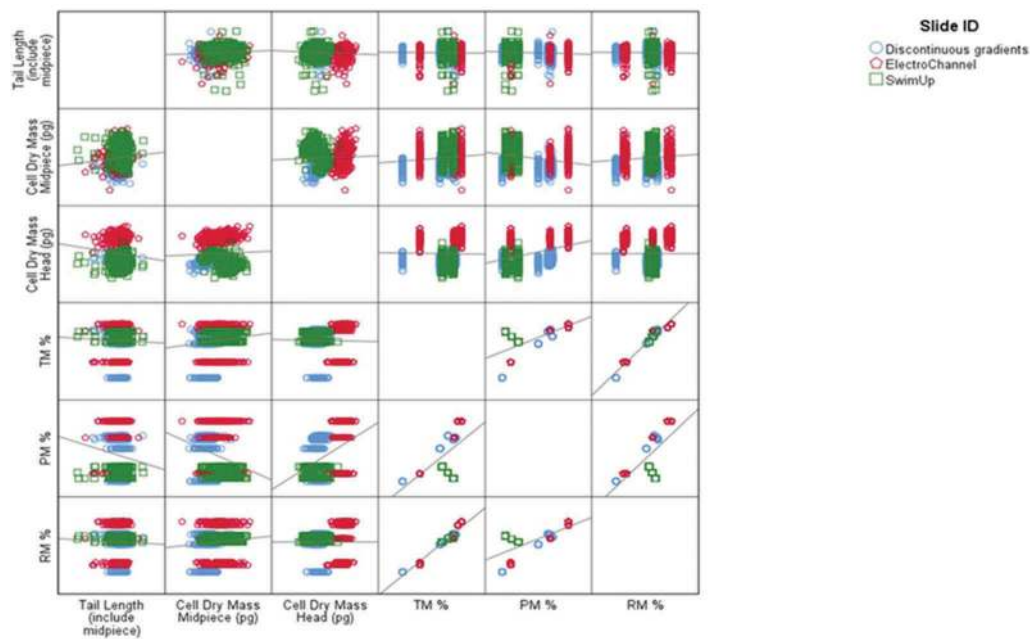 Slide ID
Discontinuous gradients
ElectroChannel
SwimUp
Tail Length
(include
midpiece)
Cell Dry Mass
Midpiece (pg)
Cell Dry Mass
Head (pg)
TM %
PM %
RM %
Tail Length
(include
midpiece)
Cell Dry Mass
Midpiece (pg)
Cell Dry Mass
Head (pg)
TM %
PM %
RM %